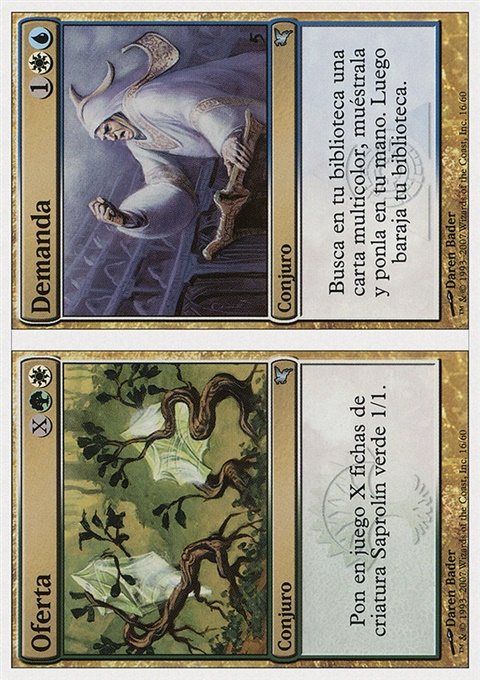 Oferta X
Conjuro
Pon en juego X fichas de
criatura Saprolín verde 1/1.
Daren Bader
™ & © 1993-2007 Wizards of the Coast, Inc. 16/60
Demanda 1
Conjuro
Busca en tu biblioteca una
carta multicolor, muéstrala
y ponla en tu mano. Luego
baraja tu biblioteca.
Daren Bader
™ & © 1993-2007 Wizards of the Coast, Inc. 16/60